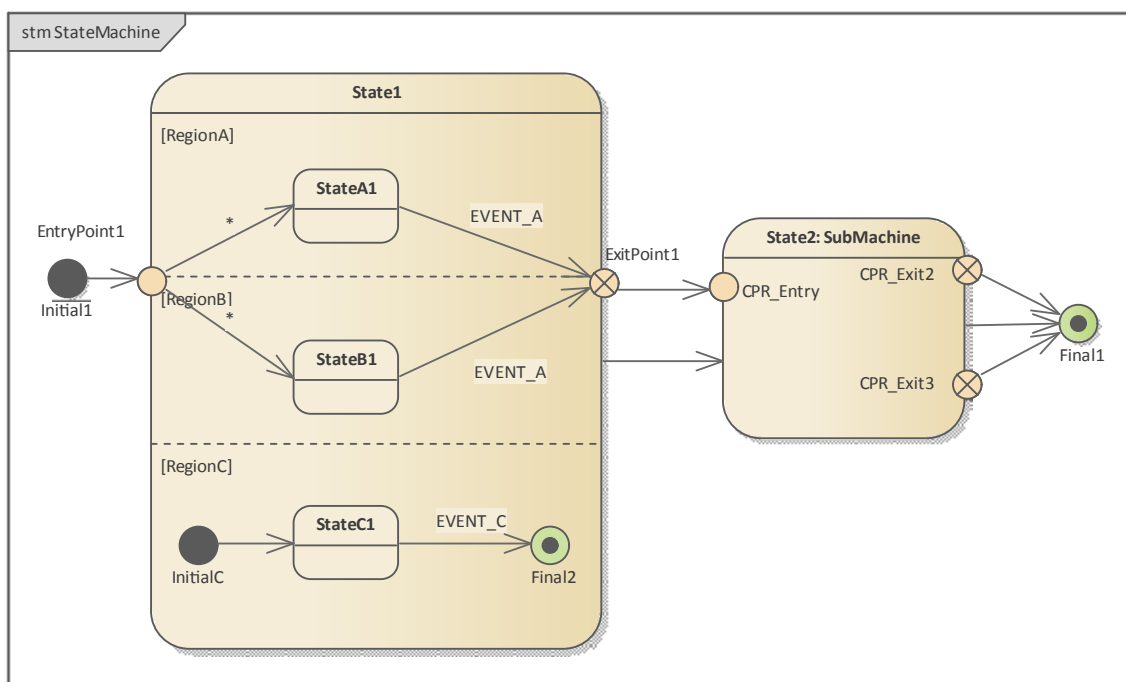 stm StateMachine
State1
[RegionA]
StateA1
EVENT_A
*
EntryPoint1
ExitPoint1
State2: SubMachine
CPR_Exit2
CPR_Entry
Initial1
[RegionB]
*
StateB1
EVENT_A
Final1
CPR_Exit3
[RegionC]
StateC1
EVENT_C
InitialC
Final2